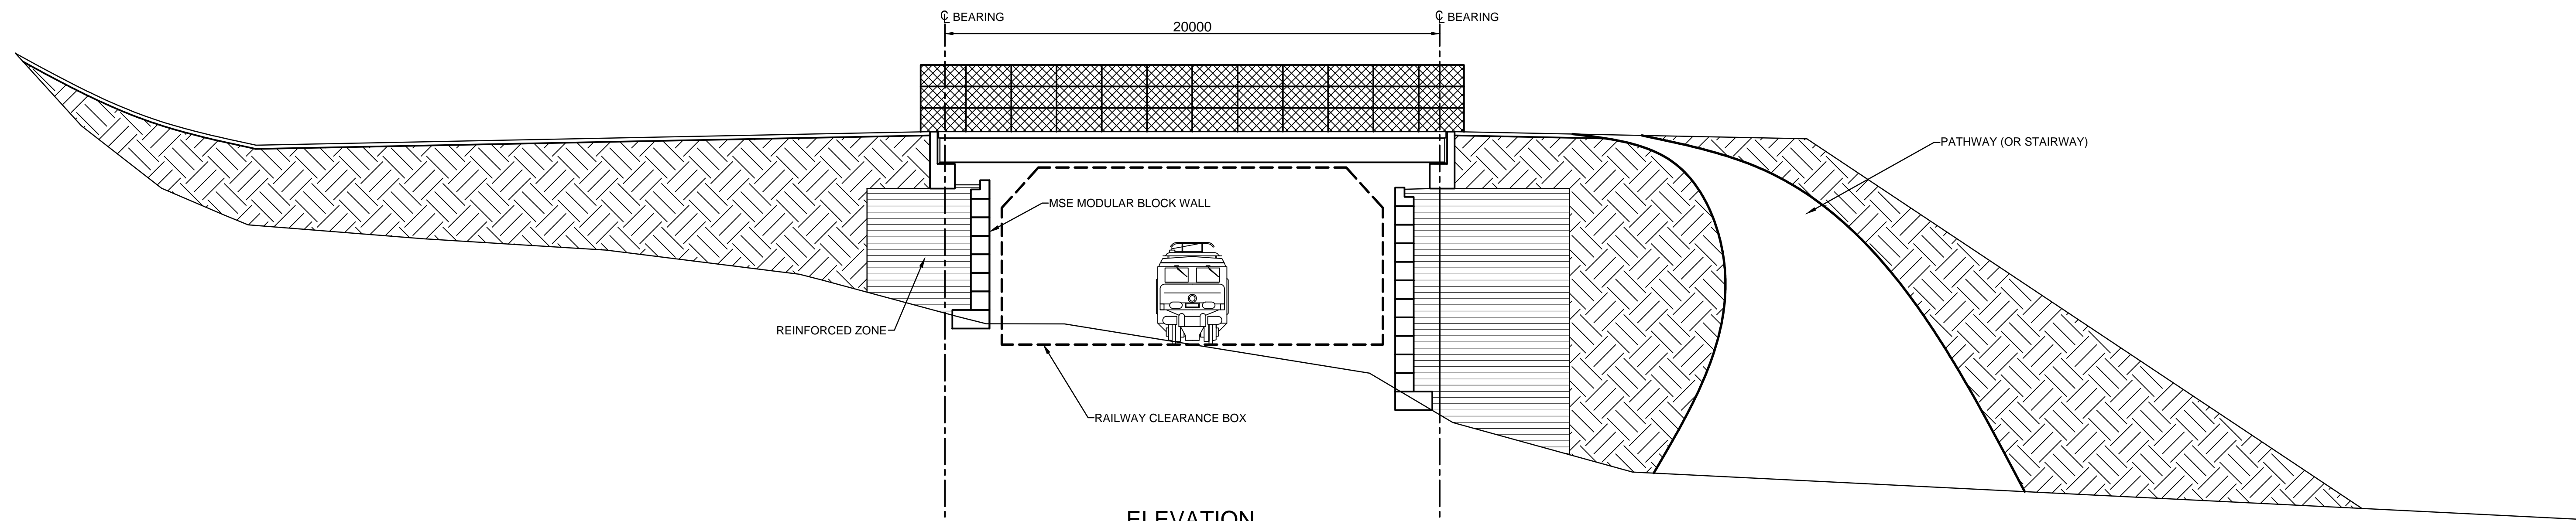 ℄ BEARING
℄ BEARING
20000
PATHWAY (OR STAIRWAY)
MSE MODULAR BLOCK WALL
REINFORCED ZONE
RAILWAY CLEARANCE BOX
ELEVATION